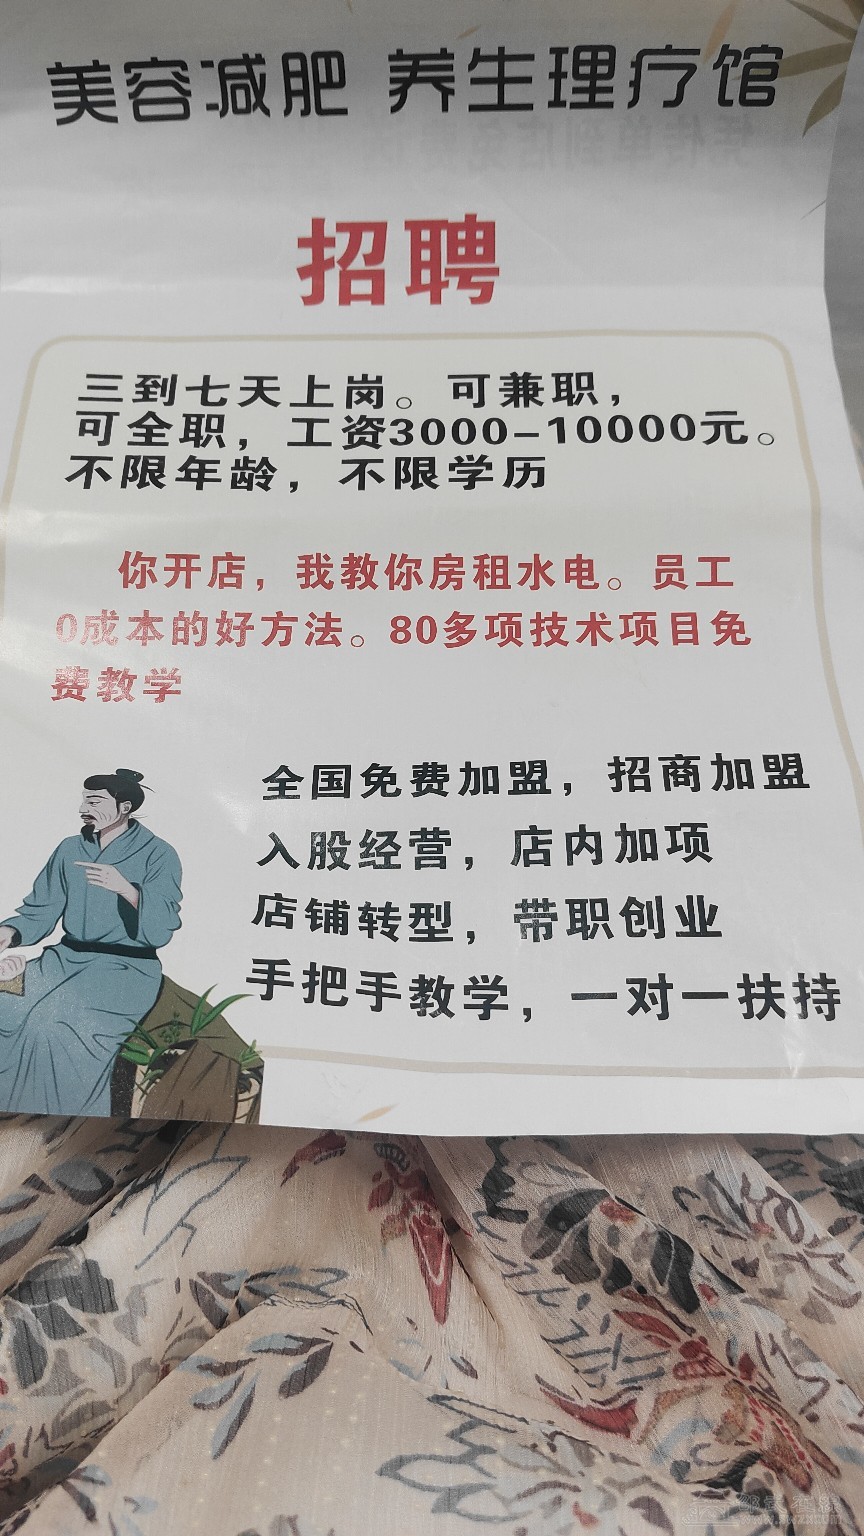 美容减肥 养生理疗馆
招聘
三到七天上岗。可兼职，
可全职，工资3000-10000元。
不限年龄，不限学历
你开店，我教你房租水电。员工
0成本的好方法。80多项技术项目免
费教学
全国免费加盟，招商加盟
入股经营，店内加项
店铺转型，带职创业
手把手教学，一对一扶持